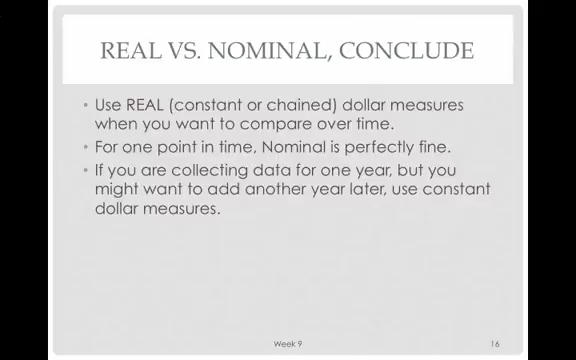 REAL VS. NOMINAL, CONCLUDE
• Use REAL (constant or chained) dollar measures
when you want to compare over time.
• For one point in time, Nominal is perfectly fine.
• If you are collecting data for one year, but you
might want to add another year later, use constant
dollar measures.
Week 9
16